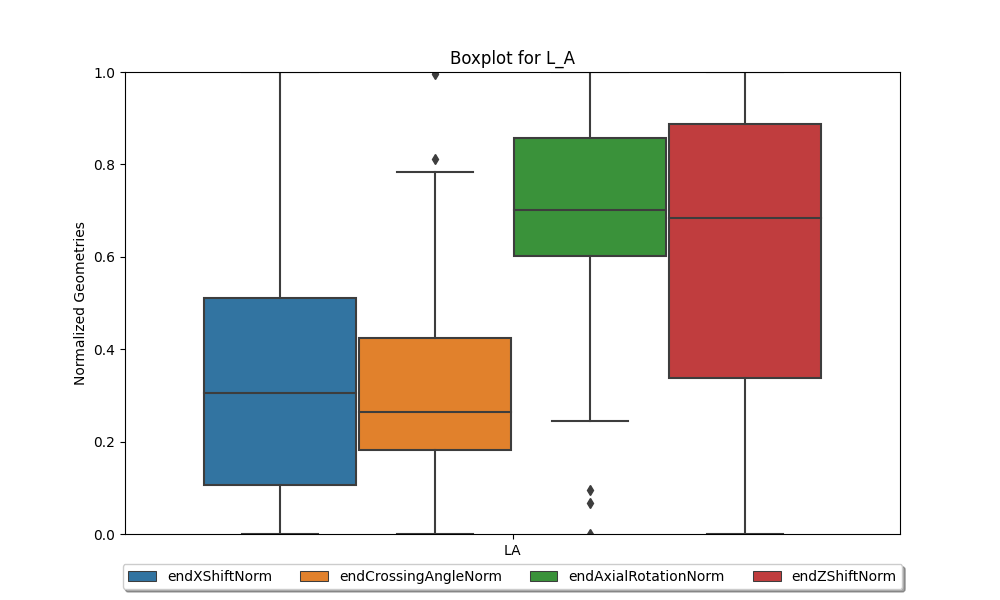 Boxplot for L_A
Normalized Geometries
1.0
0.8
0.6
0.4
0.2
0.0
LA
endXShiftNorm endCrossingAngleNorm endAxialRotationNorm endZShiftNorm